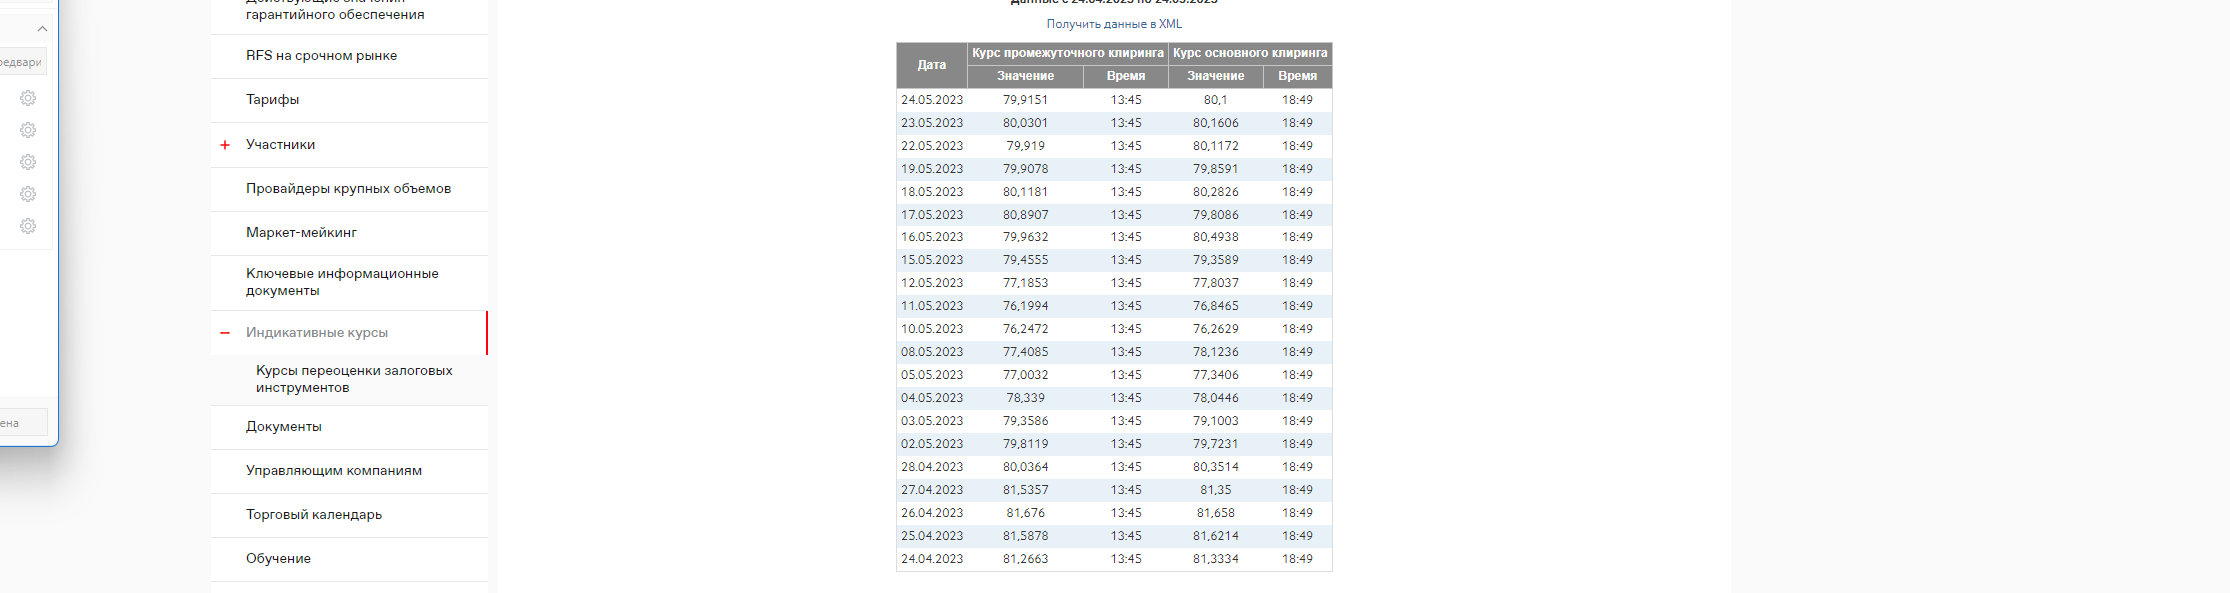 гарантийного обеспечения
RFS на срочном рынке
Тарифы
Участники
Провайдеры крупных объемов
Маркет-мейкинг
Ключевые информационные
документы
Индикативные курсы
Курсы переоценки залоговых
инструментов
Документы
Управляющим компаниям
Торговый календарь
Обучение
Получить данные в XML
Дата Курс промежуточного клиринга Курс основного клиринга
Значение Время Значение Время
24.05.2023 79,9151 13:45 80,1 18:49
23.05.2023 80,0301 13:45 80,1606 18:49
22.05.2023 79,919 13:45 80,1172 18:49
19.05.2023 79,9078 13:45 79,8591 18:49
18.05.2023 80,1181 13:45 80,2826 18:49
17.05.2023 80,8907 13:45 79,8086 18:49
16.05.2023 79,9632 13:45 80,4938 18:49
15.05.2023 79,4555 13:45 79,3589 18:49
12.05.2023 77,1853 13:45 77,8037 18:49
11.05.2023 76,1994 13:45 76,8465 18:49
10.05.2023 76,2472 13:45 76,2629 18:49
08.05.2023 77,4085 13:45 78,1236 18:49
05.05.2023 77,0032 13:45 77,3406 18:49
04.05.2023 78,339 13:45 78,0446 18:49
03.05.2023 79,3586 13:45 79,1003 18:49
02.05.2023 79,8119 13:45 79,7231 18:49
28.04.2023 80,0364 13:45 80,3514 18:49
27.04.2023 81,5357 13:45 81,35 18:49
26.04.2023 81,676 13:45 81,658 18:49
25.04.2023 81,5878 13:45 81,6214 18:49
24.04.2023 81,2663 13:45 81,3334 18:49